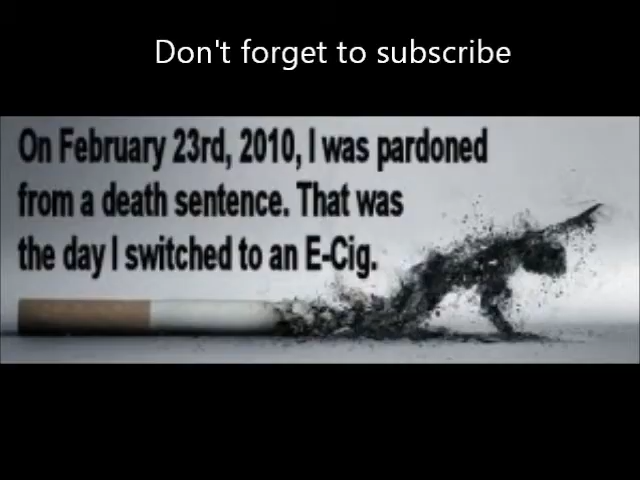 Don't forget to subscribe
On February 23rd, 2010, I was pardoned
from a death sentence. That was
the day I switched to an E-Cig.